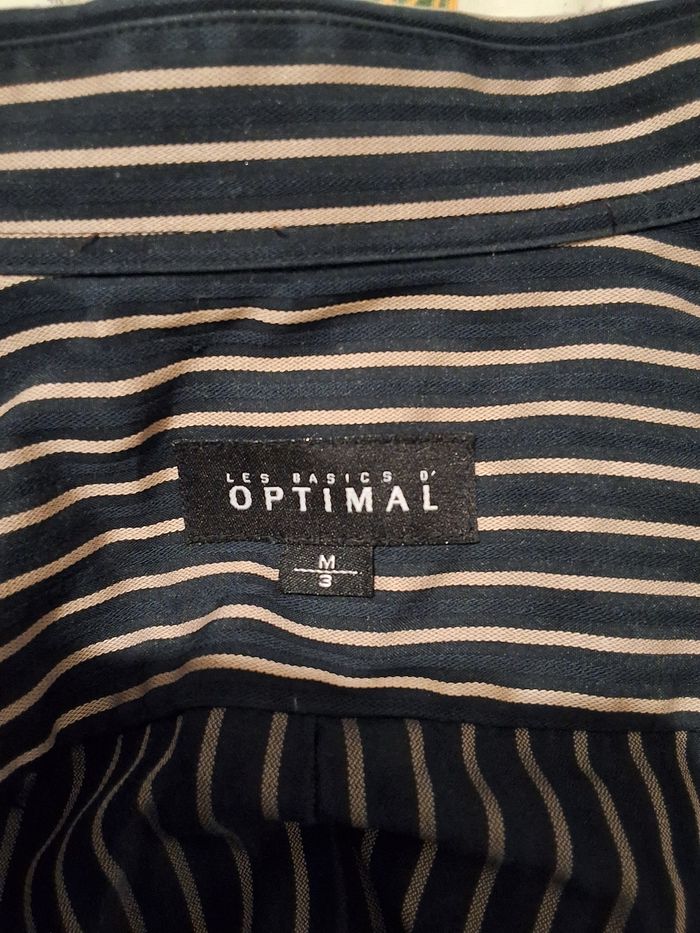 LES BASICS D'
OPTIMAL
M
3